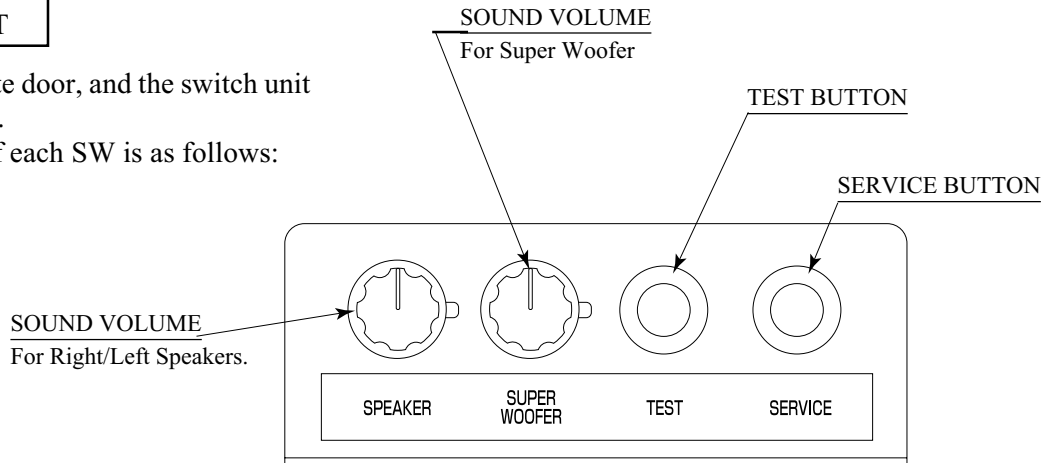 T
SOUND VOLUME
For Super Woofer
te door, and the switch unit
.
f each SW is as follows:
TEST BUTTON
SERVICE BUTTON
SOUND VOLUME
For Right/Left Speakers.
SPEAKER
SUPER
WOOFER
TEST
SERVICE